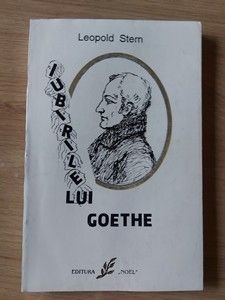 Leopold Stern
IUBIRILE
LUI
GOETHE
EDITURA „NOEL"